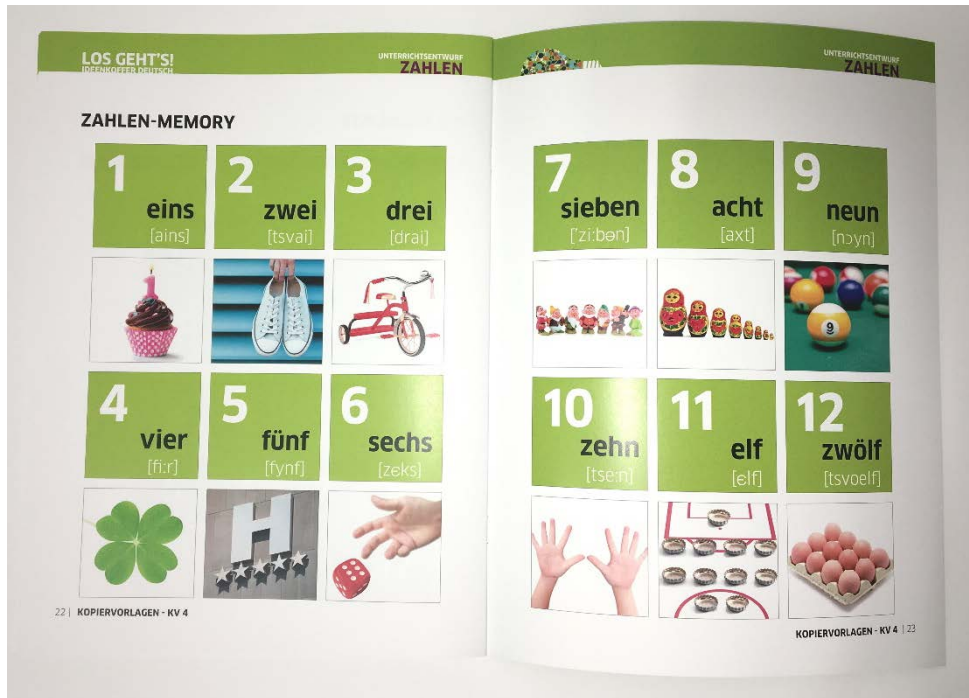 LOS GEHT'S!
IDEENKOFFER DEUTSCH
UNTERRICHTSENTWURF
ZAHLEN
ZAHLEN-MEMORY
1
eins
[ains]
2
zwei
[tsvai]
3
drei
[drai]
4
vier
[fi:r]
5
fünf
[fynf]
6
sechs
[zɛks]
H
22 | KOPIERVORLAGEN - KV 4
UNTERRICHTSENTWURF
ZAHLEN
7
sieben
['zi:bən]
8
acht
[axt]
9
neun
[nɔyn]
9
10
zehn
[tse:n]
11
elf
[ɛlf]
12
zwölf
[tsvoelf]
KOPIERVORLAGEN - KV 4 | 23